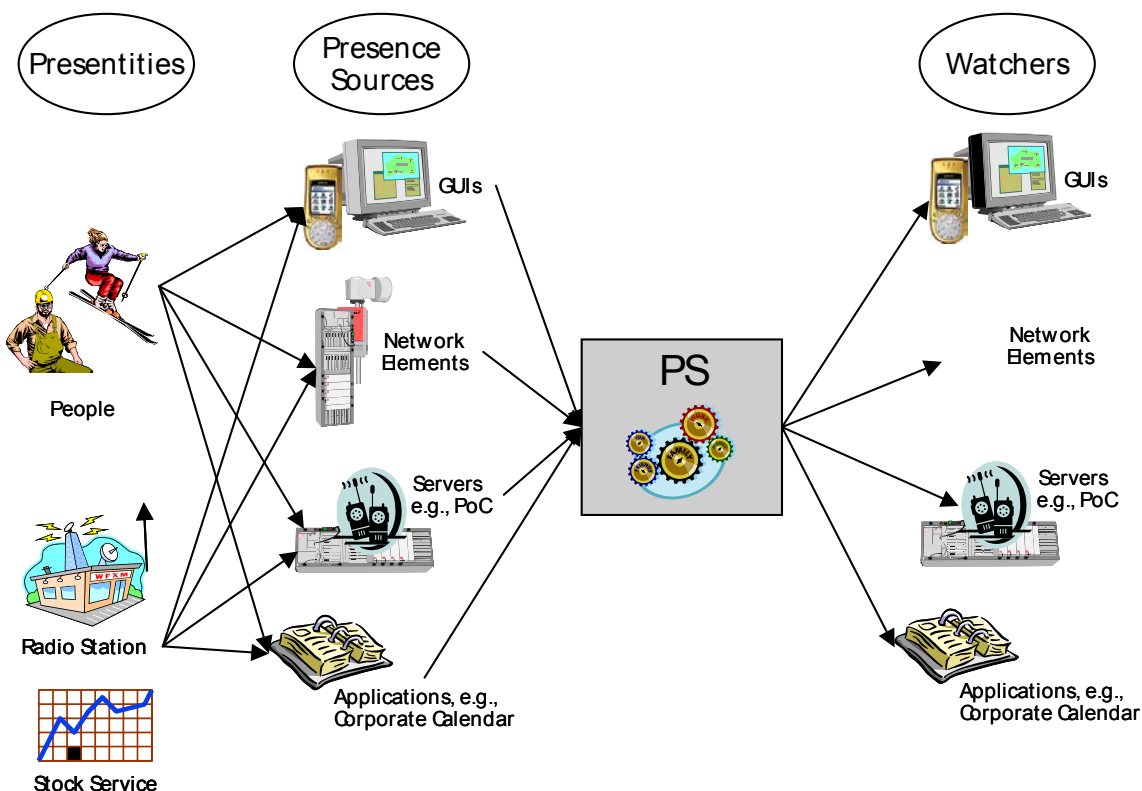 Presentities
Presence
Sources
Watchers
GUIs
GUIs
People
Network
Elements
Network
Elements
PS
FAMILY
Servers
e.g., PoC
Servers
e.g., PoC
WFXM
Radio Station
Applications, e.g.,
Corporate Calendar
Applications, e.g.,
Corporate Calendar
Stock Service